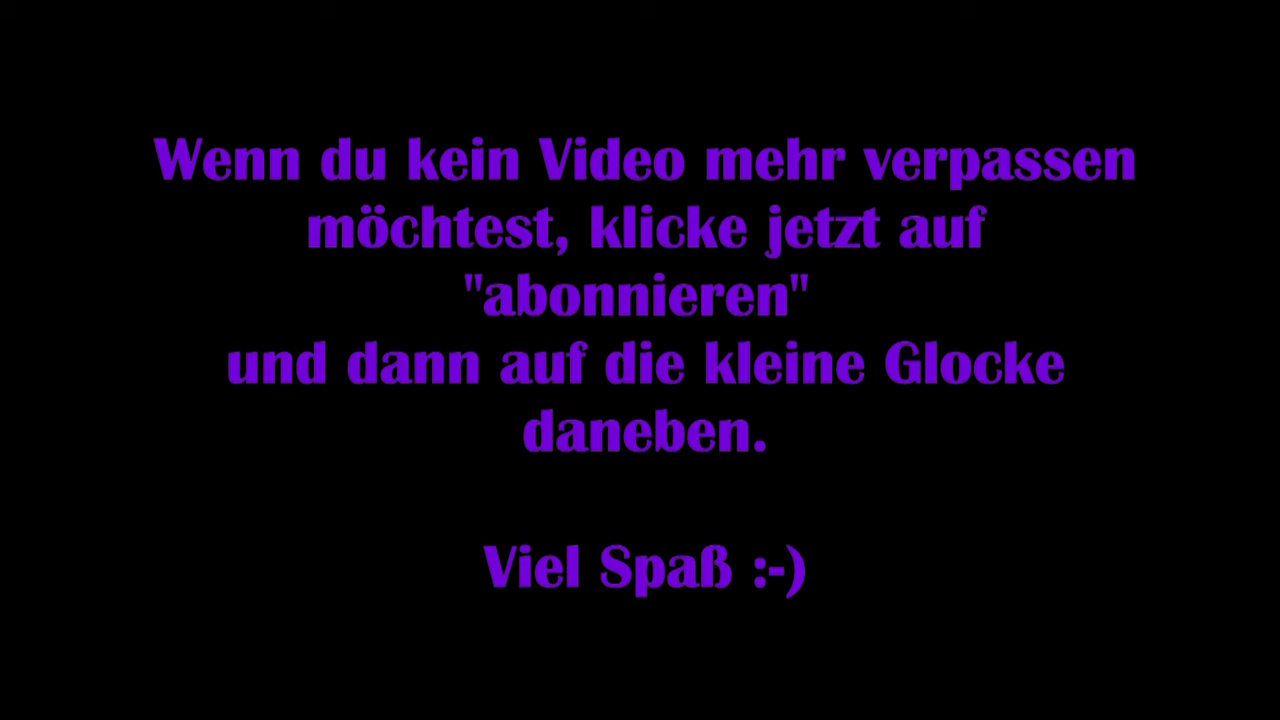 Wenn du kein Video mehr verpassen
möchtest, klicke jetzt auf
"abonnieren"
und dann auf die kleine Glocke
daneben.
Viel Spaß :-)